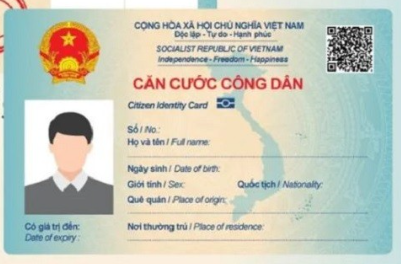 CỘNG HÒA XÃ HỘI CHỦ NGHĨA VIỆT NAM
Độc lập - Tự do - Hạnh phúc
SOCIALIST REPUBLIC OF VIETNAM
Independence - Freedom - Happiness
CĂN CƯỚC CÔNG DÂN
Citizen Identity Card
Số / No.:
Họ và tên / Full name:
Ngày sinh / Date of birth:
Giới tính / Sex: Quốc tịch / Nationality:
Quê quán / Place of origin:
Có giá trị đến: Nơi thường trú / Place of residence:
Date of expiry: